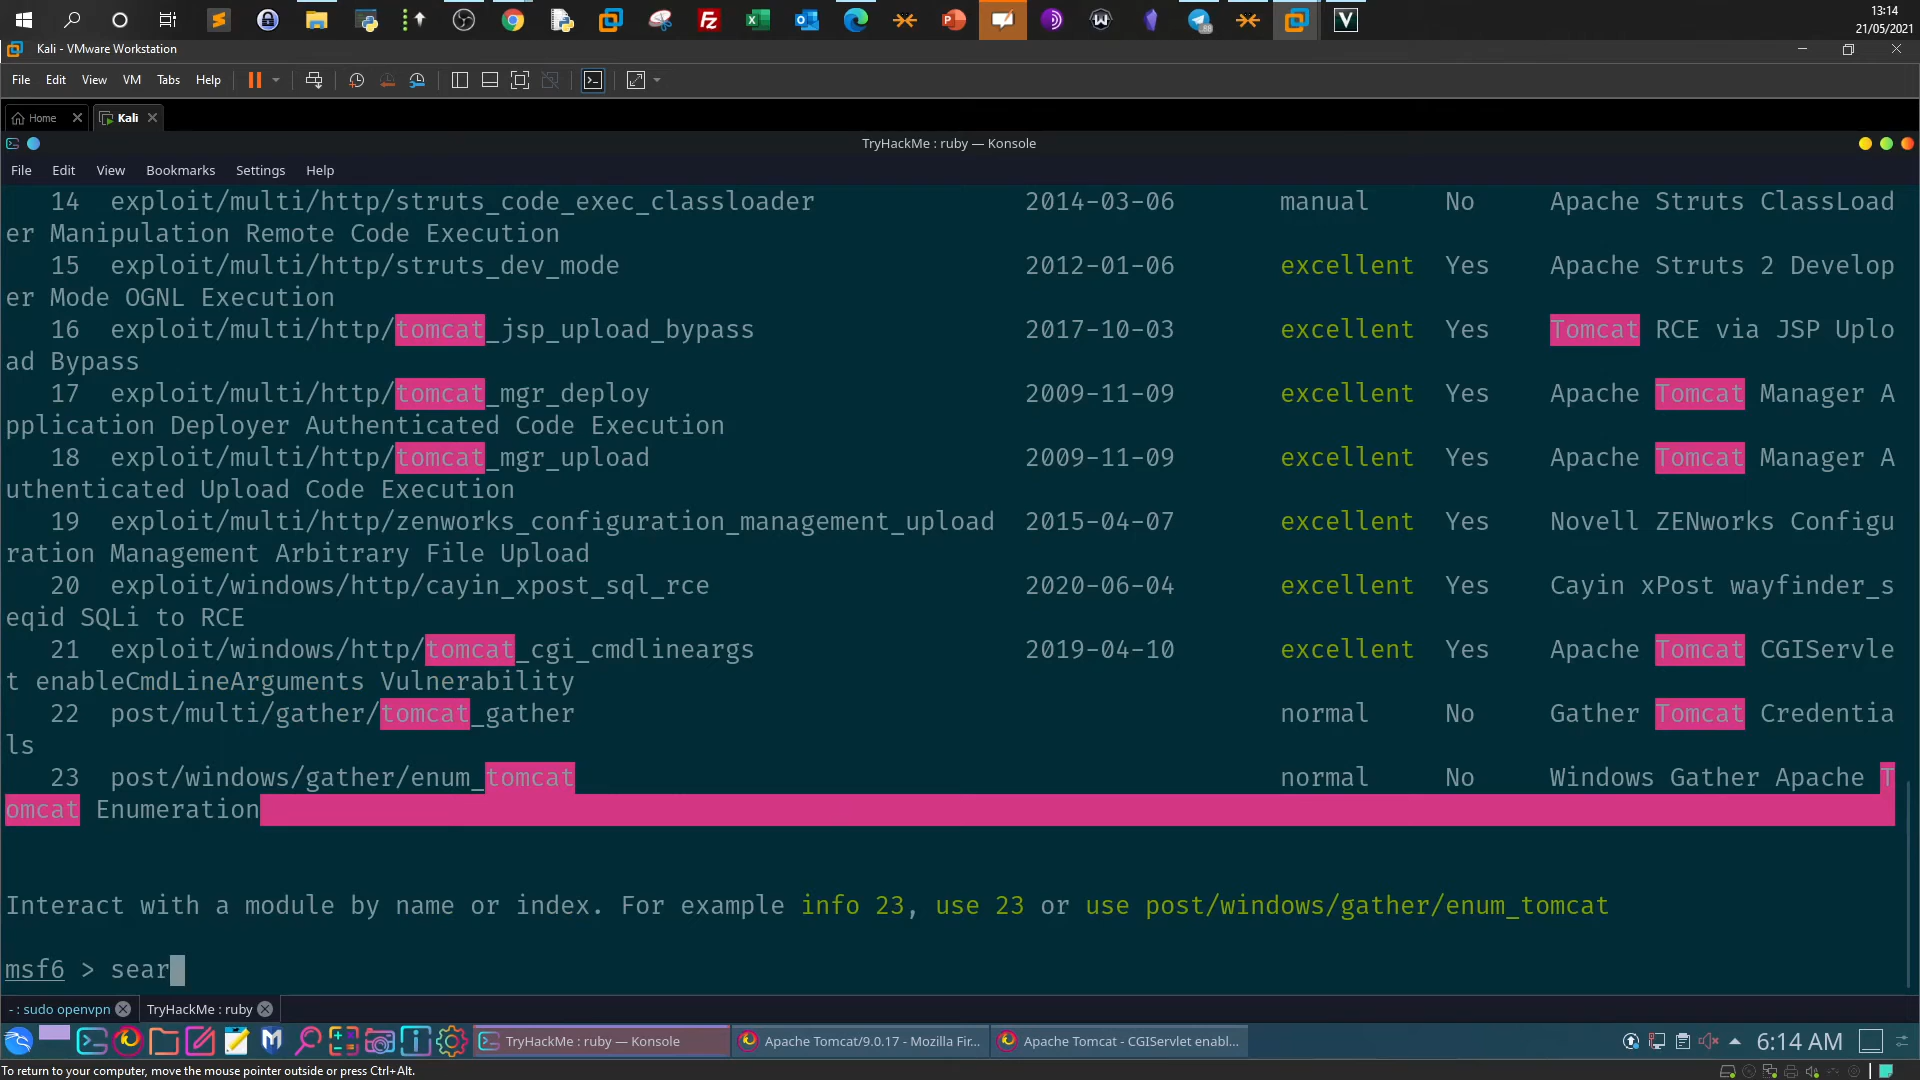 13:14
21/05/2021
Kali - VMware Workstation
File Edit View VM Tabs Help
Home Kali
TryHackMe : ruby — Konsole
File Edit View Bookmarks Settings Help
14 exploit/multi/http/struts_code_exec_classloader 2014-03-06 manual No Apache Struts ClassLoad
er Manipulation Remote Code Execution
15 exploit/multi/http/struts_dev_mode 2012-01-06 excellent Yes Apache Struts 2 Develop
er Mode OGNL Execution
16 exploit/multi/http/tomcat_jsp_upload_bypass 2017-10-03 excellent Yes Tomcat RCE via JSP Uplo
ad Bypass
17 exploit/multi/http/tomcat_mgr_deploy 2009-11-09 excellent Yes Apache Tomcat Manager A
pplication Deployer Authenticated Code Execution
18 exploit/multi/http/tomcat_mgr_upload 2009-11-09 excellent Yes Apache Tomcat Manager A
uthenticated Upload Code Execution
19 exploit/multi/http/zenworks_configuration_management_upload 2015-04-07 excellent Yes Novell ZENworks Configu
ration Management Arbitrary File Upload
20 exploit/windows/http/cayin_xpost_sql_rce 2020-06-04 excellent Yes Cayin xPost wayfinder_s
eqid SQLi to RCE
21 exploit/windows/http/tomcat_cgi_cmdlineargs 2019-04-10 excellent Yes Apache Tomcat CGIServle
t enableCmdLineArguments Vulnerability
22 post/multi/gather/tomcat_gather normal No Gather Tomcat Credentia
ls
23 post/windows/gather/enum_tomcat normal No Windows Gather Apache T
omcat Enumeration
Interact with a module by name or index. For example info 23, use 23 or use post/windows/gather/enum_tomcat
msf6 > sear
- : sudo openvpn TryHackMe : ruby
TryHackMe : ruby — Konsole Apache Tomcat/9.0.17 - Mozilla Fir... Apache Tomcat - CGIServlet enabl... 6:14 AM
To return to your computer, move the mouse pointer outside or press Ctrl+Alt.